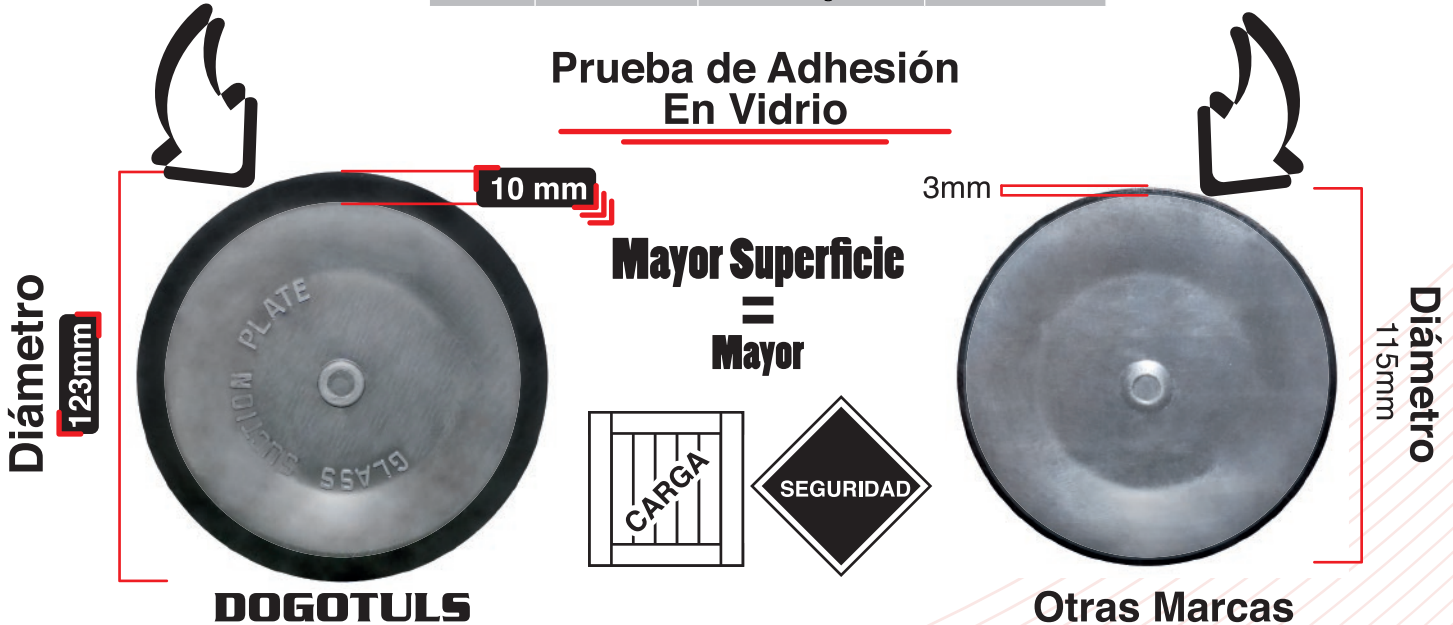 Prueba de Adhesión
En Vidrio
10 mm
3mm
Mayor Superficie
=
Mayor
Diámetro
123mm
GLASS SUCTION PLATE
CARGA
SEGURIDAD
Diámetro
115mm
DOGOTULS
Otras Marcas